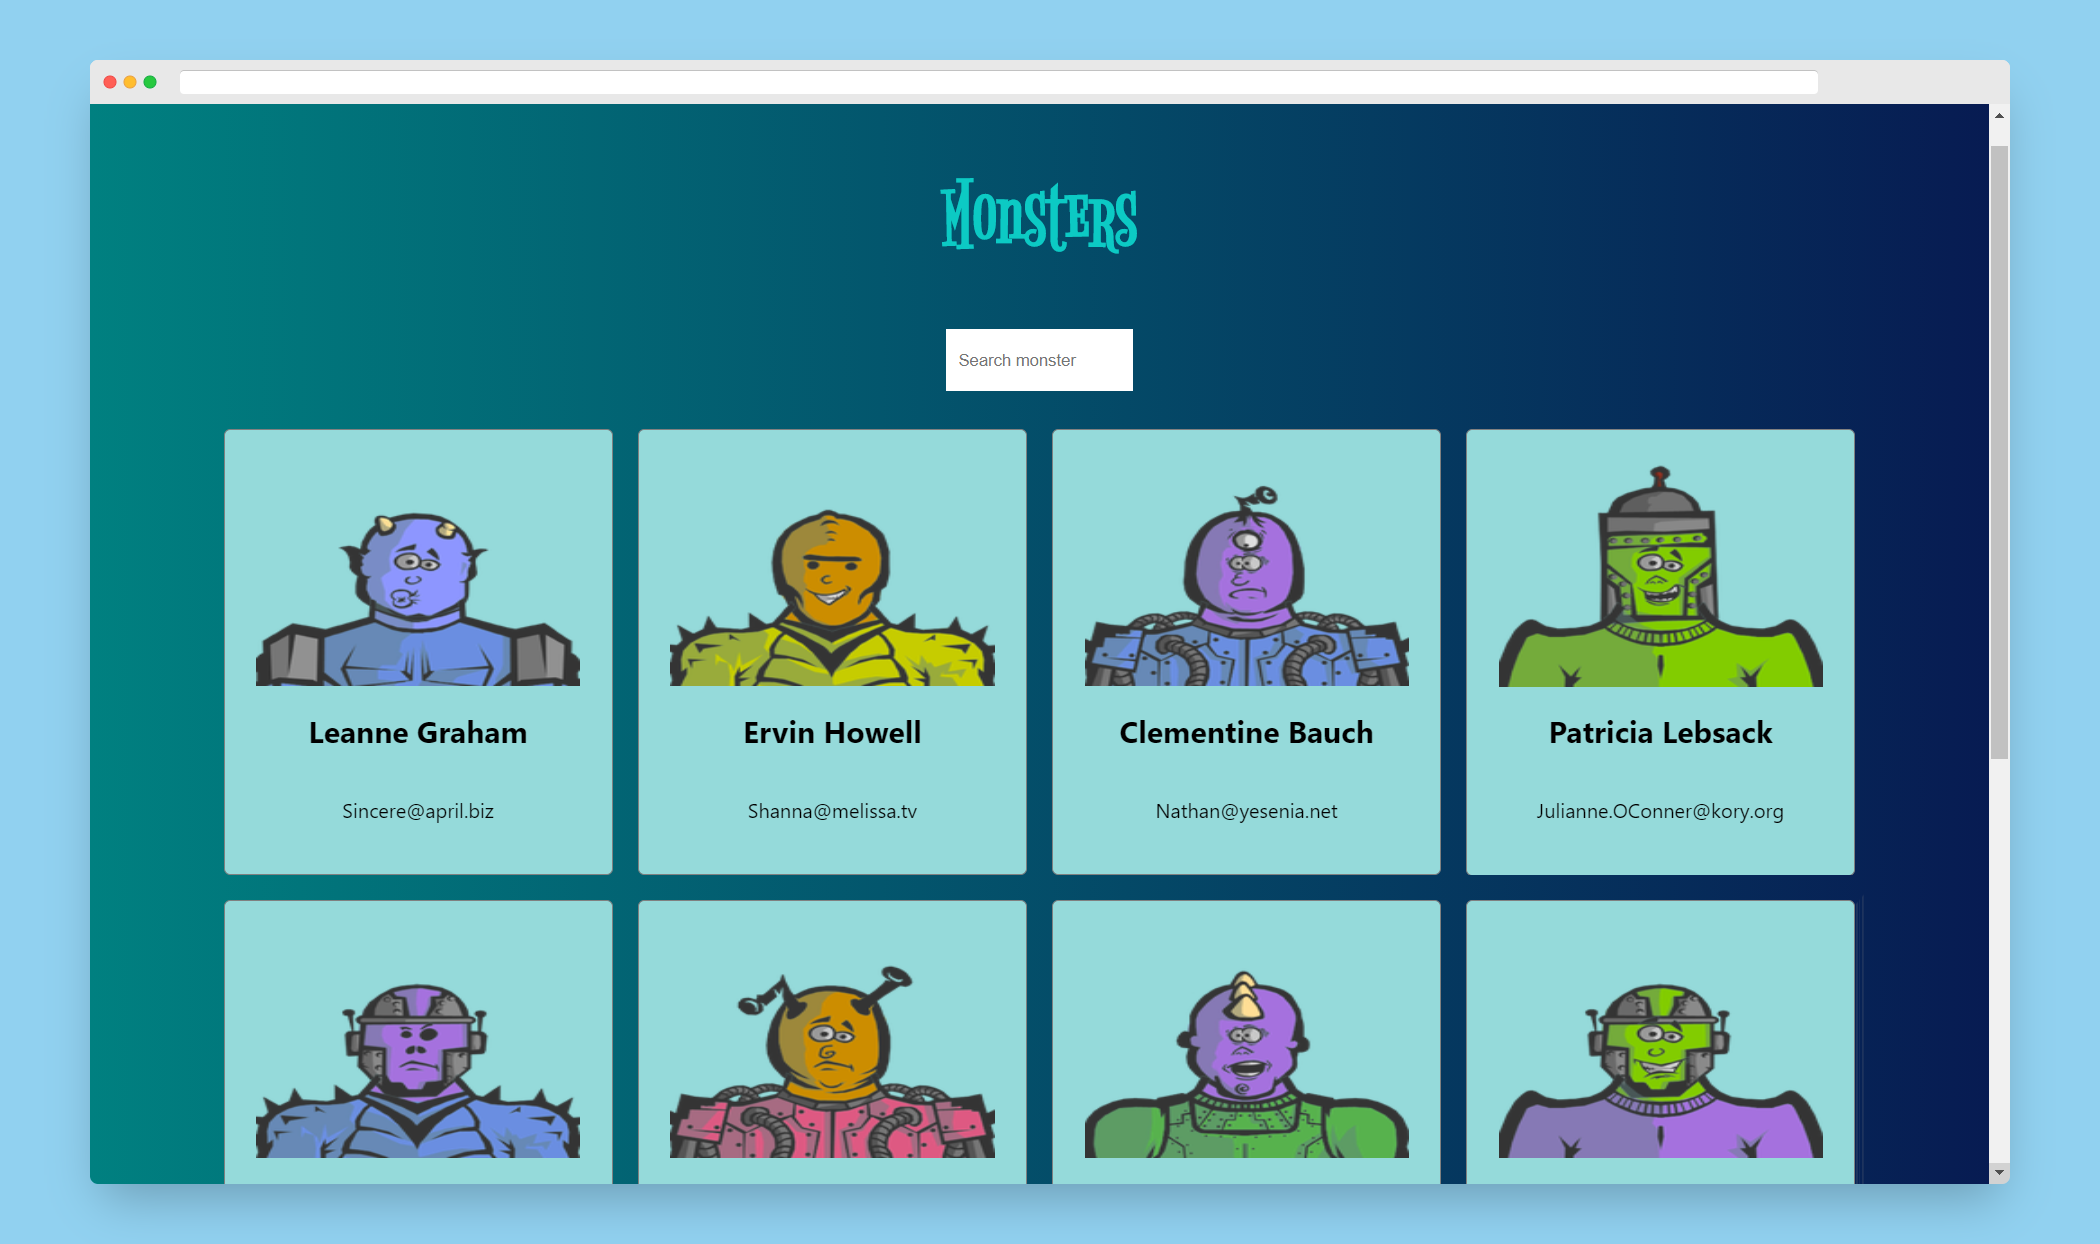 Monsters
Search monster
Leanne Graham
Ervin Howell
Clementine Bauch
Patricia Lebsack
Sincere@april.biz
Shanna@melissa.tv
Nathan@yesenia.net
Julianne.OConner@kory.org